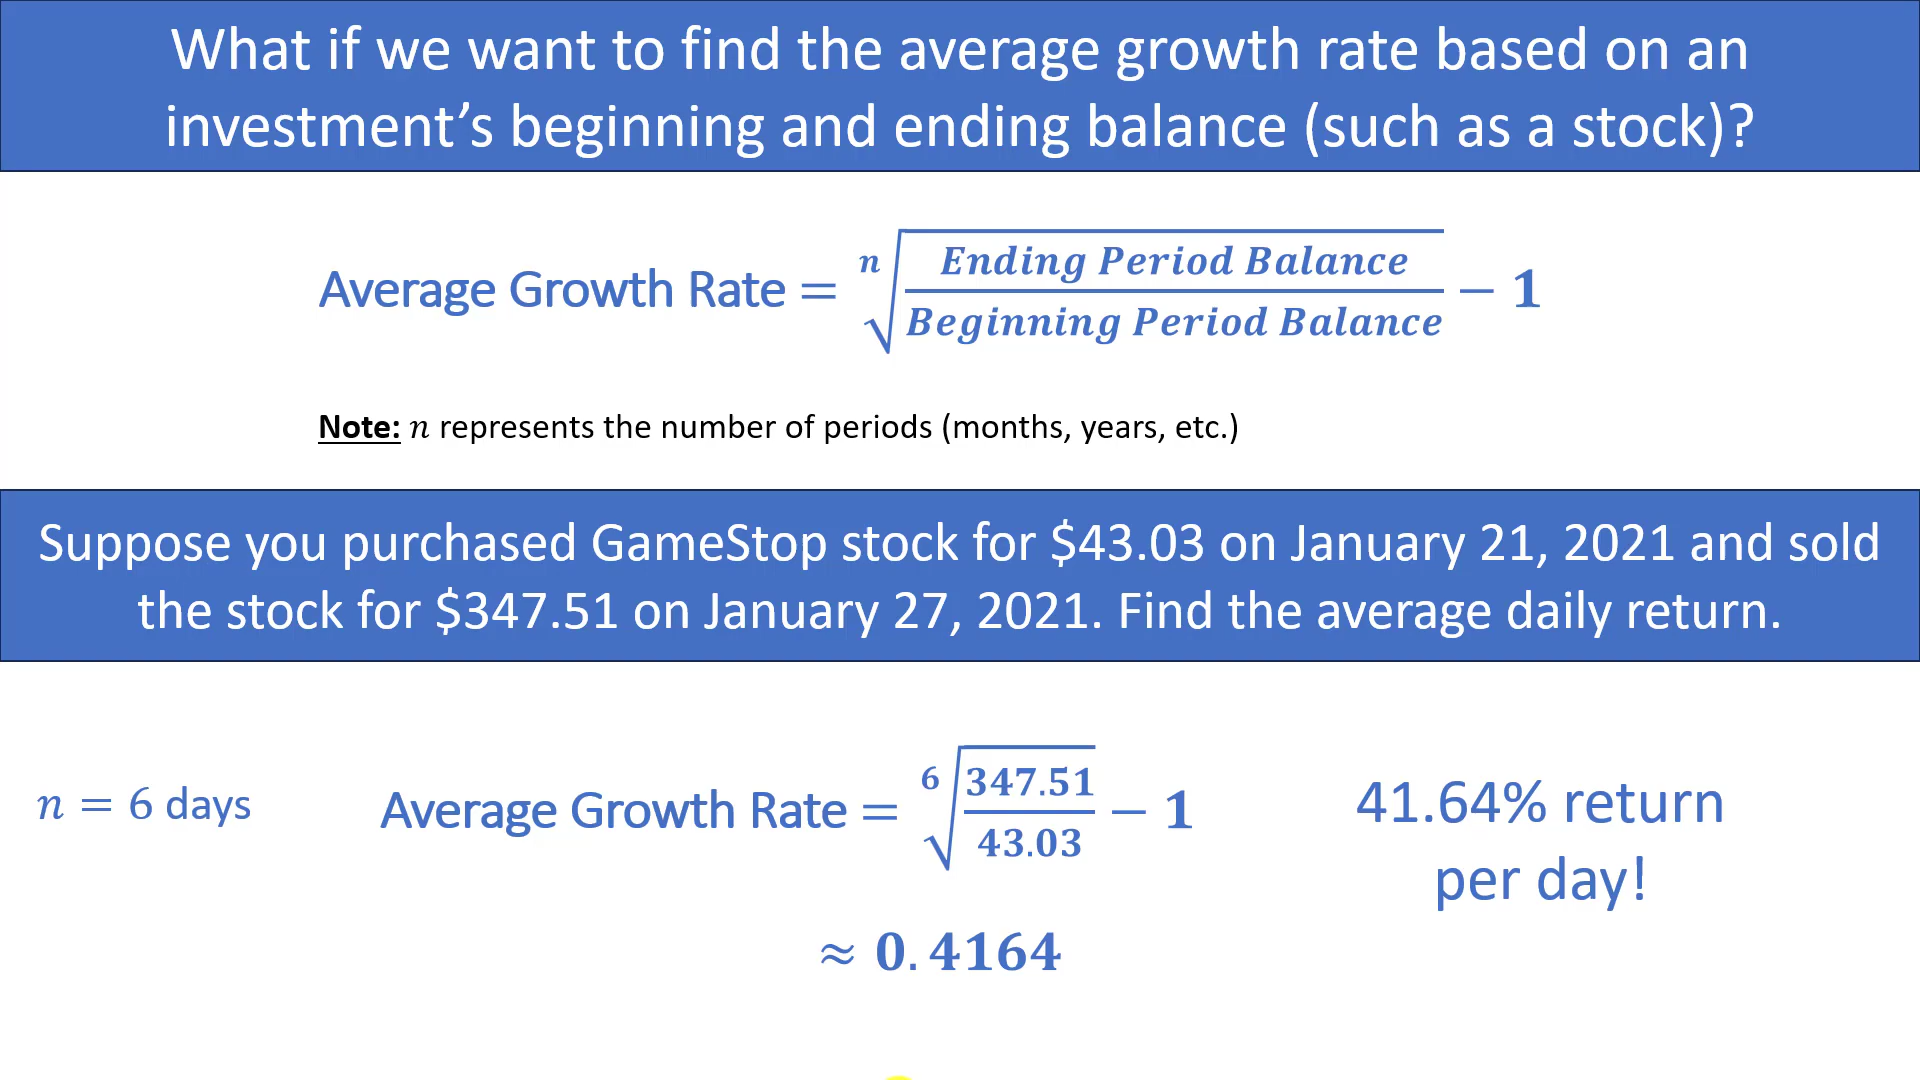 What if we want to find the average growth rate based on an
investment’s beginning and ending balance (such as a stock)?
Average Growth Rate = ⁿ√(Ending Period Balance / Beginning Period Balance) − 1
Note: n represents the number of periods (months, years, etc.)
Suppose you purchased GameStop stock for $43.03 on January 21, 2021 and sold
the stock for $347.51 on January 27, 2021. Find the average daily return.
n = 6 days
Average Growth Rate = ⁶√(347.51 / 43.03) − 1
≈ 0.4164
41.64% return
per day!